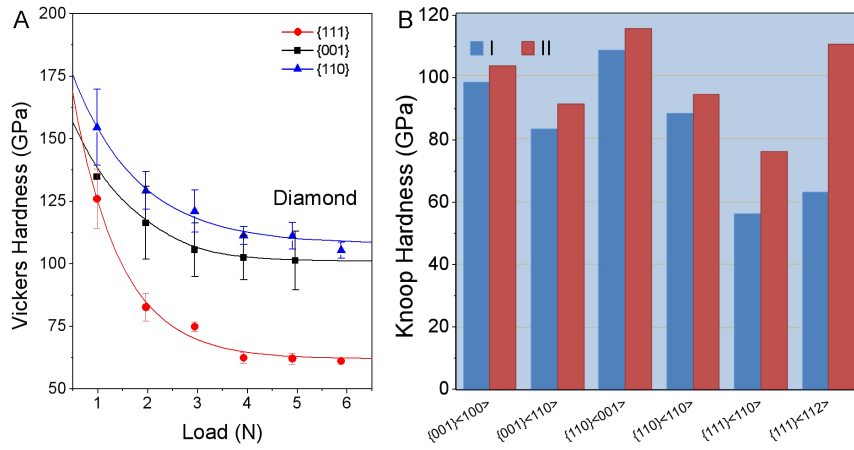 A
Vickers Hardness (GPa)
200
175
150
125
100
75
50
{111}
{001}
{110}
Diamond
1 2 3 4 5 6
Load (N)
B
Knoop Hardness (GPa)
120
100
80
60
40
20
0
I II
{001}<100> {001}<110> {110}<001> {110}<110> {111}<110> {111}<112>